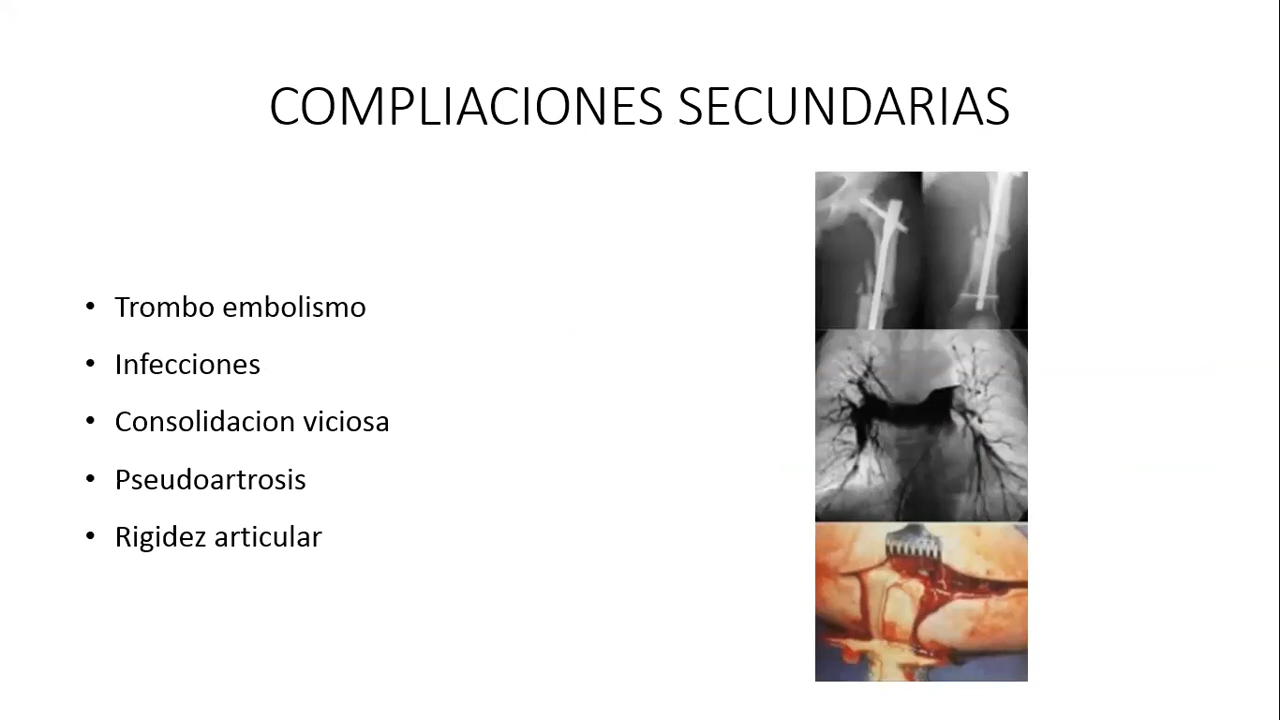 COMPLIACIONES SECUNDARIAS
• Trombo embolismo
• Infecciones
• Consolidacion viciosa
• Pseudoartrosis
• Rigidez articular